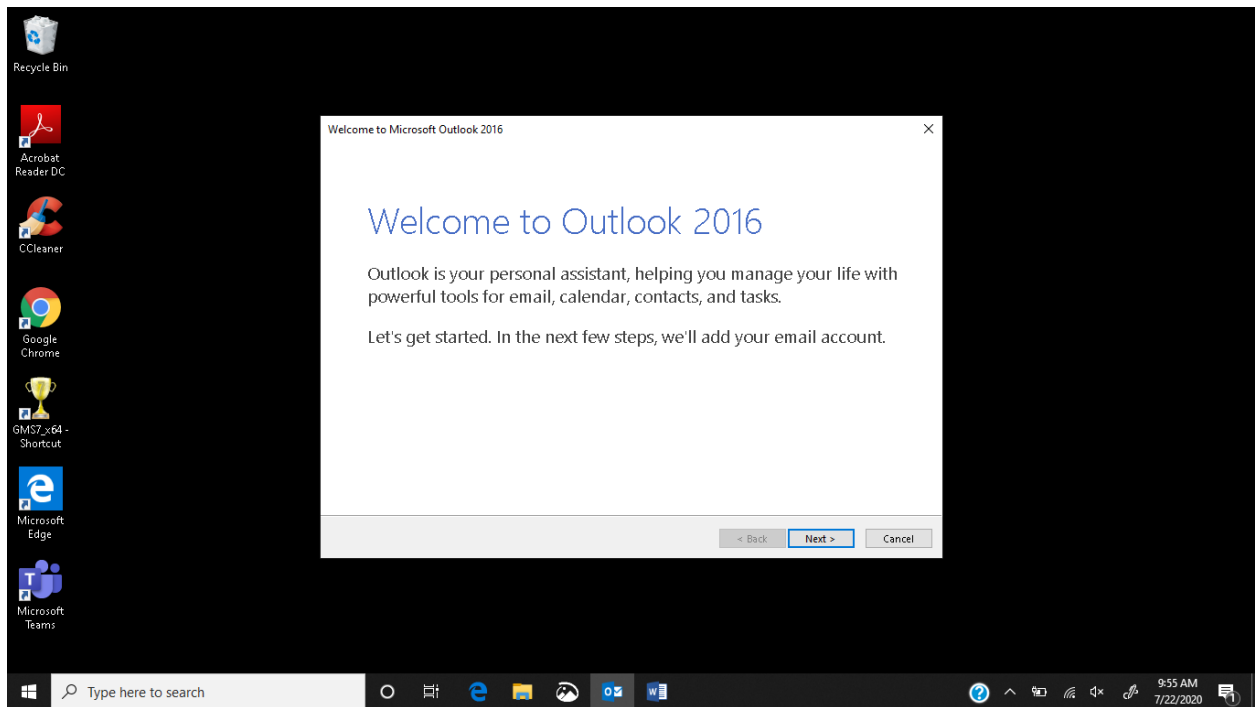 Recycle Bin
Acrobat
Reader DC
CCleaner
Google
Chrome
GMS7_x64 -
Shortcut
Microsoft
Edge
Microsoft
Teams
Welcome to Microsoft Outlook 2016
Welcome to Outlook 2016
Outlook is your personal assistant, helping you manage your life with
powerful tools for email, calendar, contacts, and tasks.
Let's get started. In the next few steps, we'll add your email account.
< Back Next > Cancel
Type here to search
9:55 AM
7/22/2020
1